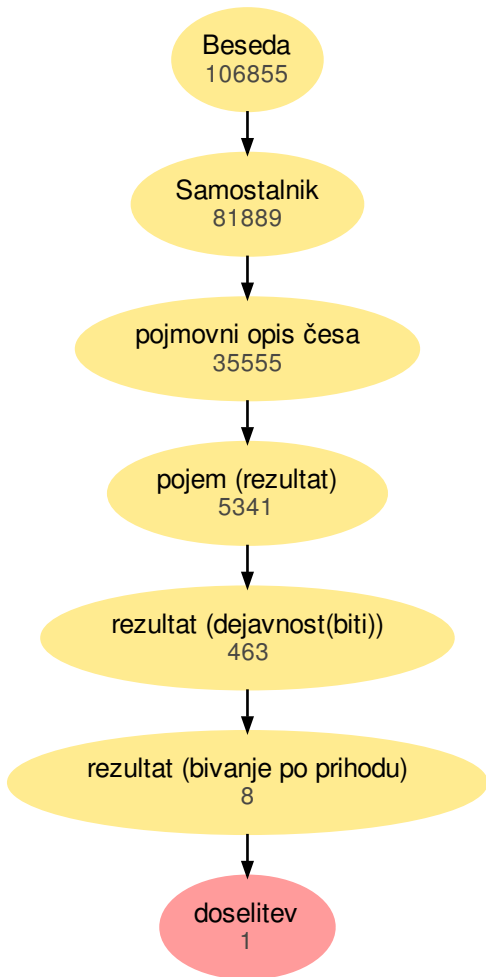 Beseda
106855
Samostalnik
81889
pojmovni opis česa
35555
pojem (rezultat)
5341
rezultat (dejavnost(biti))
463
rezultat (bivanje po prihodu)
8
doselitev
1